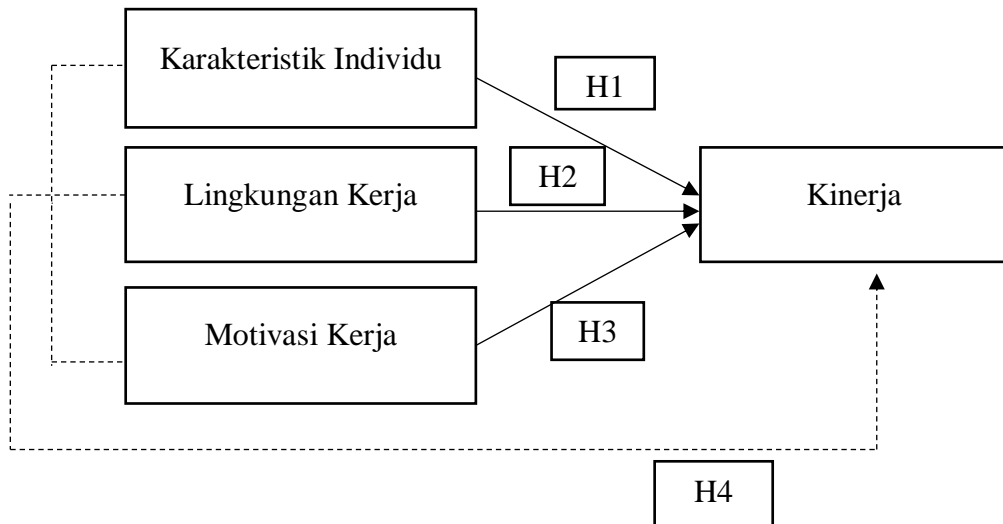 Karakteristik Individu
H1
Lingkungan Kerja
H2
Kinerja
Motivasi Kerja
H3
H4